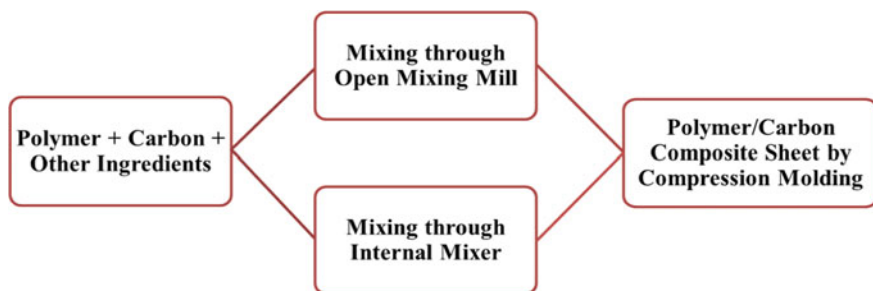 Polymer + Carbon +
Other Ingredients
Mixing through
Open Mixing Mill
Mixing through
Internal Mixer
Polymer/Carbon
Composite Sheet by
Compression Molding